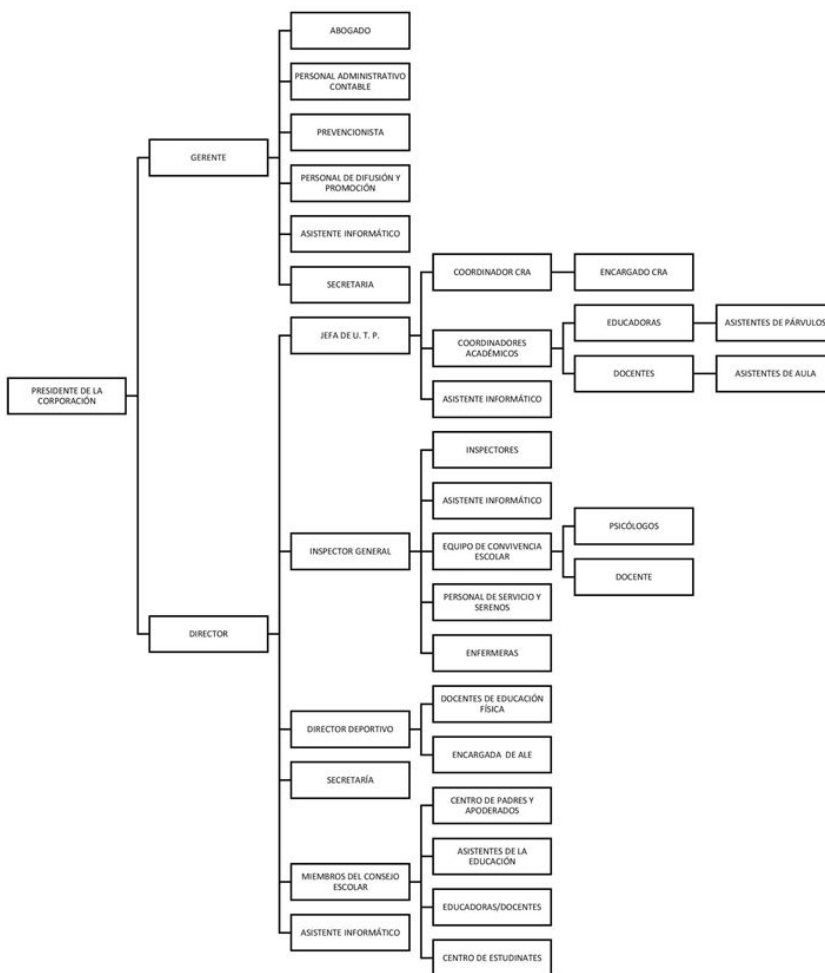 ABOGADO
PERSONAL ADMINISTRATIVO
CONTABLE
PREVENCIONISTA
GERENTE
PERSONAL DE DIFUSIÓN Y
PROMOCIÓN
ASISTENTE INFORMÁTICO
SECRETARIA
COORDINADOR CRA
ENCARGADO CRA
JEFA DE U. T. P.
COORDINADORES
ACADÉMICOS
EDUCADORAS
ASISTENTES DE PÁRVULOS
DOCENTES
ASISTENTES DE AULA
ASISTENTE INFORMÁTICO
PRESIDENTE DE LA
CORPORACIÓN
INSPECTORES
ASISTENTE INFORMÁTICO
INSPECTOR GENERAL
EQUIPO DE CONVIVENCIA
ESCOLAR
PSICÓLOGOS
DOCENTE
PERSONAL DE SERVICIO Y
SERENOS
ENFERMERAS
DIRECTOR
DIRECTOR DEPORTIVO
DOCENTES DE EDUCACIÓN
FÍSICA
ENCARGADA DE ALE
SECRETARÍA
CENTRO DE PADRES Y
APODERADOS
ASISTENTES DE LA
EDUCACIÓN
MIEMBROS DEL CONSEJO
ESCOLAR
EDUCADORAS/DOCENTES
ASISTENTE INFORMÁTICO
CENTRO DE ESTUDINATES